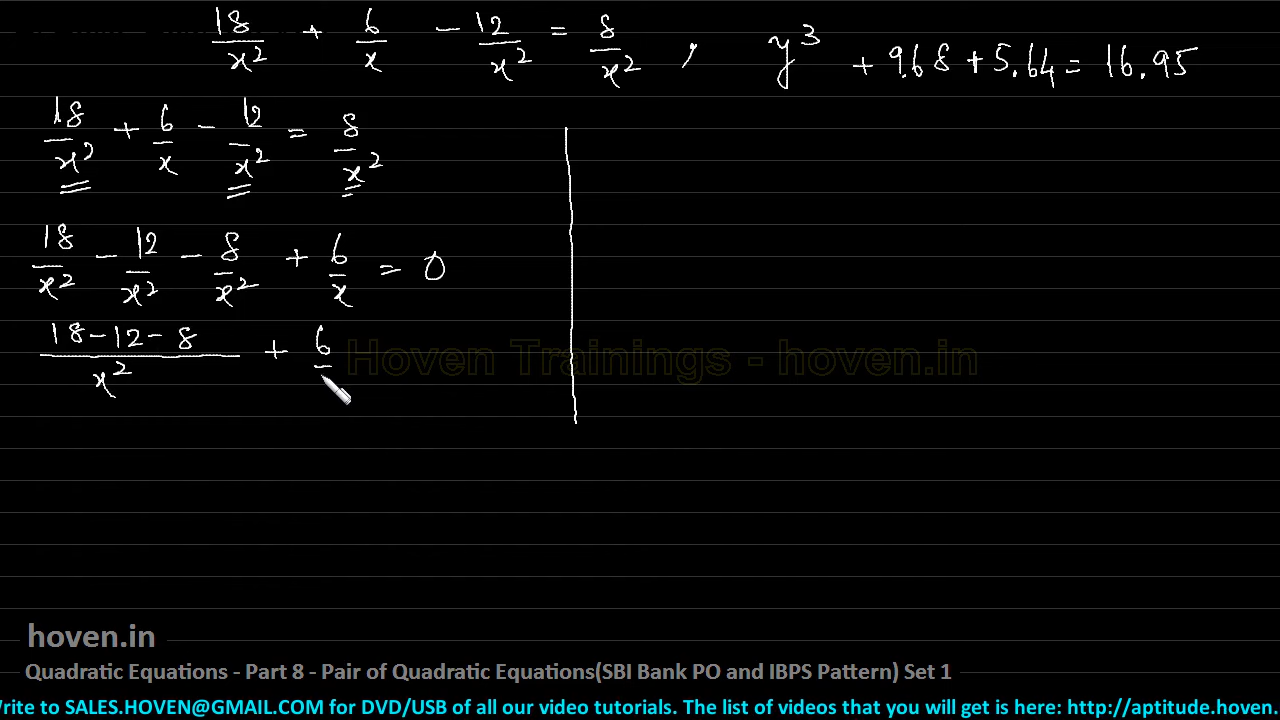 18/x² + 6/x - 12/x² = 8/x² , y³ + 9.68 + 5.64 = 16.95
18/x² + 6/x - 12/x² = 8/x²
18/x² - 12/x² - 8/x² + 6/x = 0
18-12-8/x² + 6/
Hoven Trainings - hoven.in
hoven.in
Quadratic Equations - Part 8 - Pair of Quadratic Equations(SBI Bank PO and IBPS Pattern) Set 1
Write to SALES.HOVEN@GMAIL.COM for DVD/USB of all our video tutorials. The list of videos that you will get is here: http://aptitude.hoven.